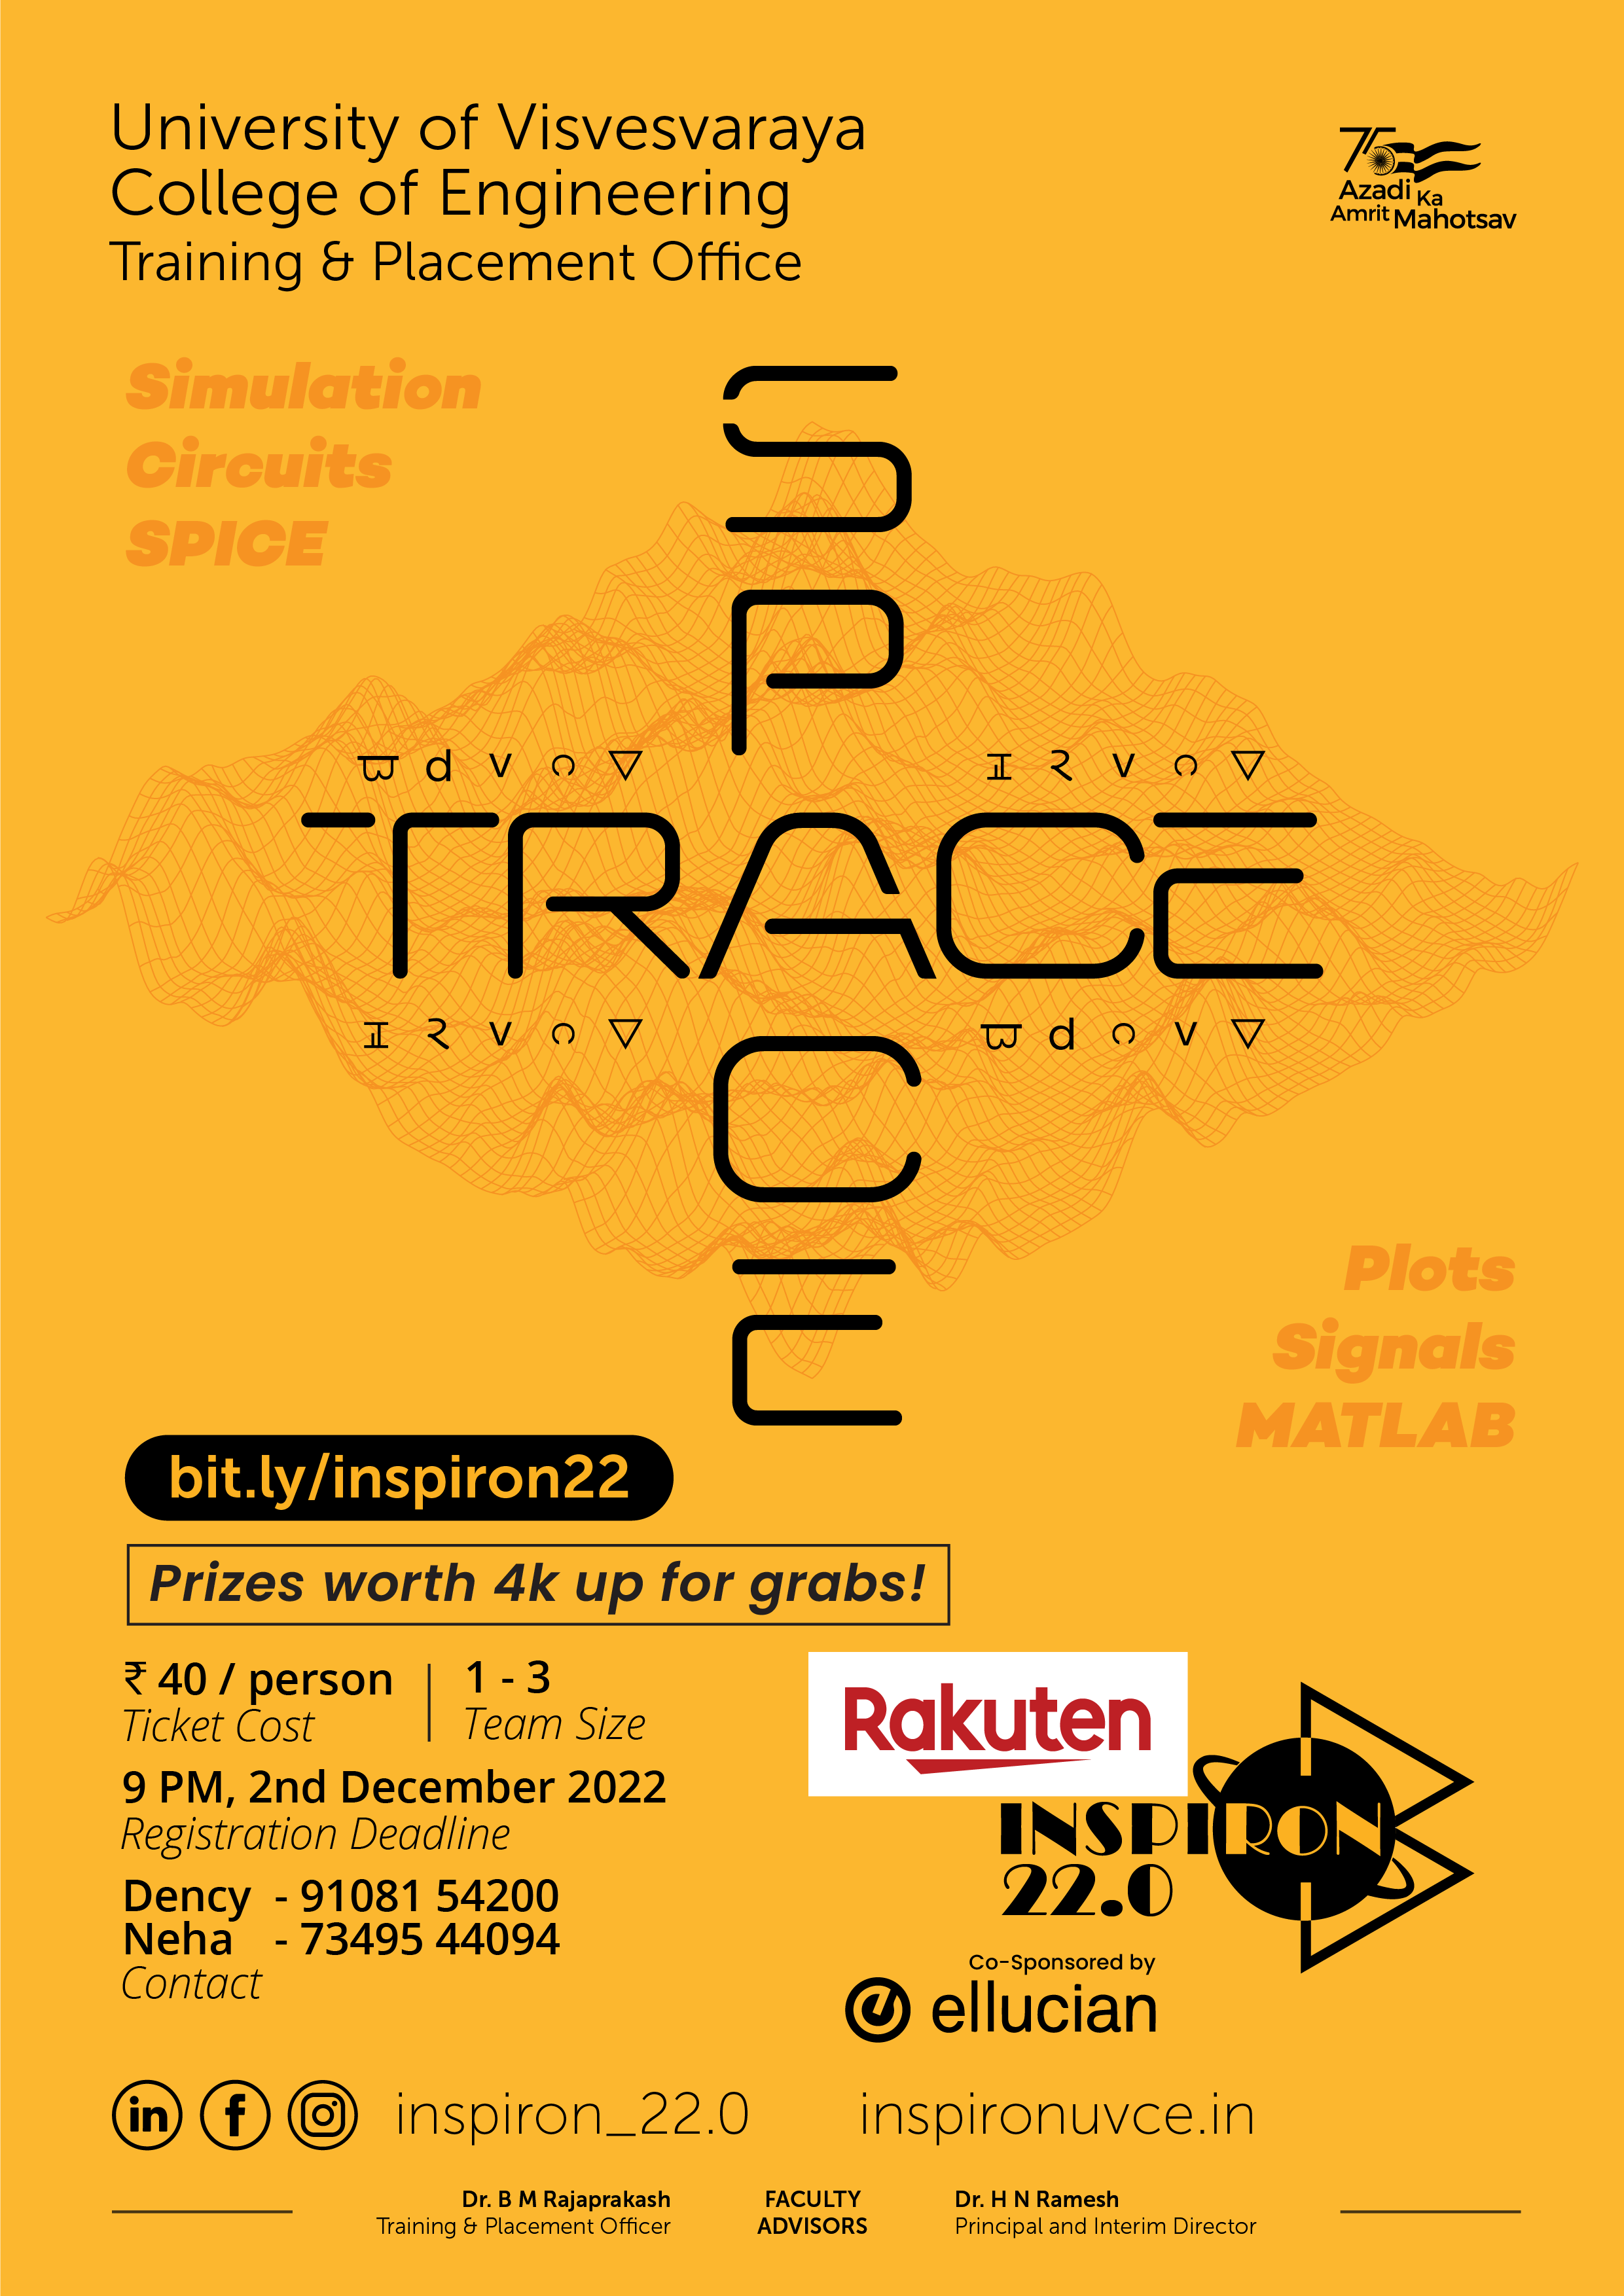 University of Visvesvaraya
College of Engineering
Training & Placement Office
75
Azadi Ka
Amrit Mahotsav
Simulation
Circuits
SPICE
S
P
TRACE
C
E
Plots
Signals
MATLAB
bit.ly/inspiron22
Prizes worth 4k up for grabs!
₹ 40 / person
Ticket Cost
1 - 3
Team Size
9 PM, 2nd December 2022
Registration Deadline
Dency - 91081 54200
Neha - 73495 44094
Contact
Rakuten
INSPIRON
22.0
Co-Sponsored by
ellucian
in f inspiron_22.0
inspironuvce.in
Dr. B M Rajaprakash
Training & Placement Officer
FACULTY
ADVISORS
Dr. H N Ramesh
Principal and Interim Director